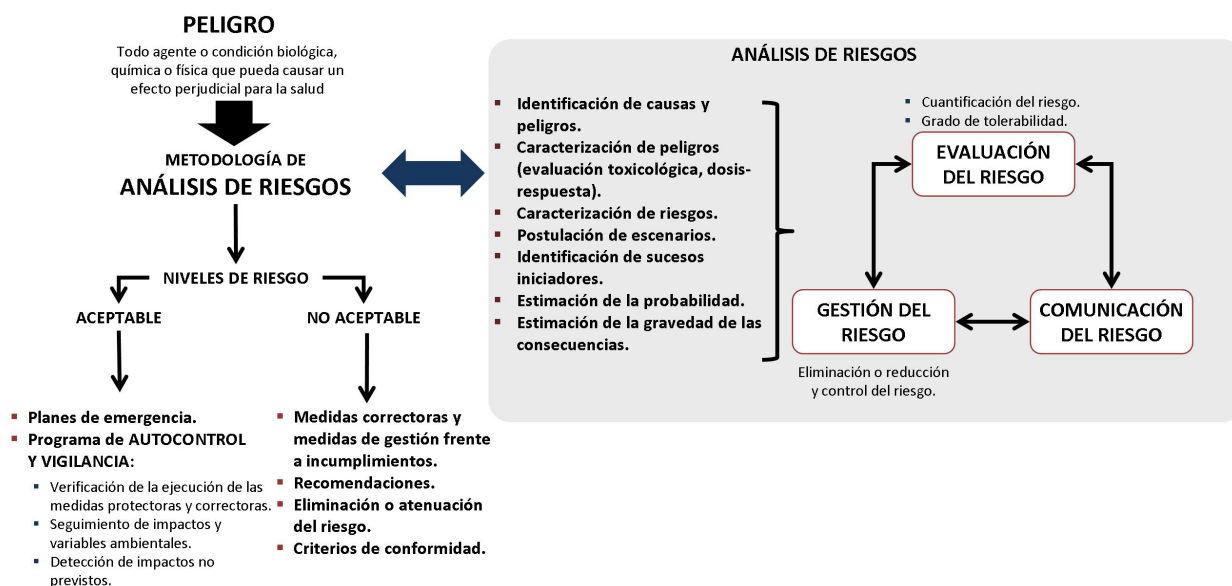 PELIGRO
Todo agente o condición biológica,
química o física que pueda causar un
efecto perjudicial para la salud
METODOLOGÍA DE
ANÁLISIS DE RIESGOS
NIVELES DE RIESGO
ACEPTABLE
NO ACEPTABLE
▪ Planes de emergencia.
▪ Programa de AUTOCONTROL
Y VIGILANCIA:
▪ Verificación de la ejecución de las
medidas protectoras y correctoras.
▪ Seguimiento de impactos y
variables ambientales.
▪ Detección de impactos no
previstos.
▪ Medidas correctoras y
medidas de gestión frente
a incumplimientos.
▪ Recomendaciones.
▪ Eliminación o atenuación
del riesgo.
▪ Criterios de conformidad.
ANÁLISIS DE RIESGOS
▪ Identificación de causas y
peligros.
▪ Caracterización de peligros
(evaluación toxicológica, dosis-
respuesta).
▪ Caracterización de riesgos.
▪ Postulación de escenarios.
▪ Identificación de sucesos
iniciadores.
▪ Estimación de la probabilidad.
▪ Estimación de la gravedad de las
consecuencias.
▪ Cuantificación del riesgo.
▪ Grado de tolerabilidad.
EVALUACIÓN
DEL RIESGO
GESTIÓN DEL
RIESGO
COMUNICACIÓN
DEL RIESGO
Eliminación o reducción
y control del riesgo.